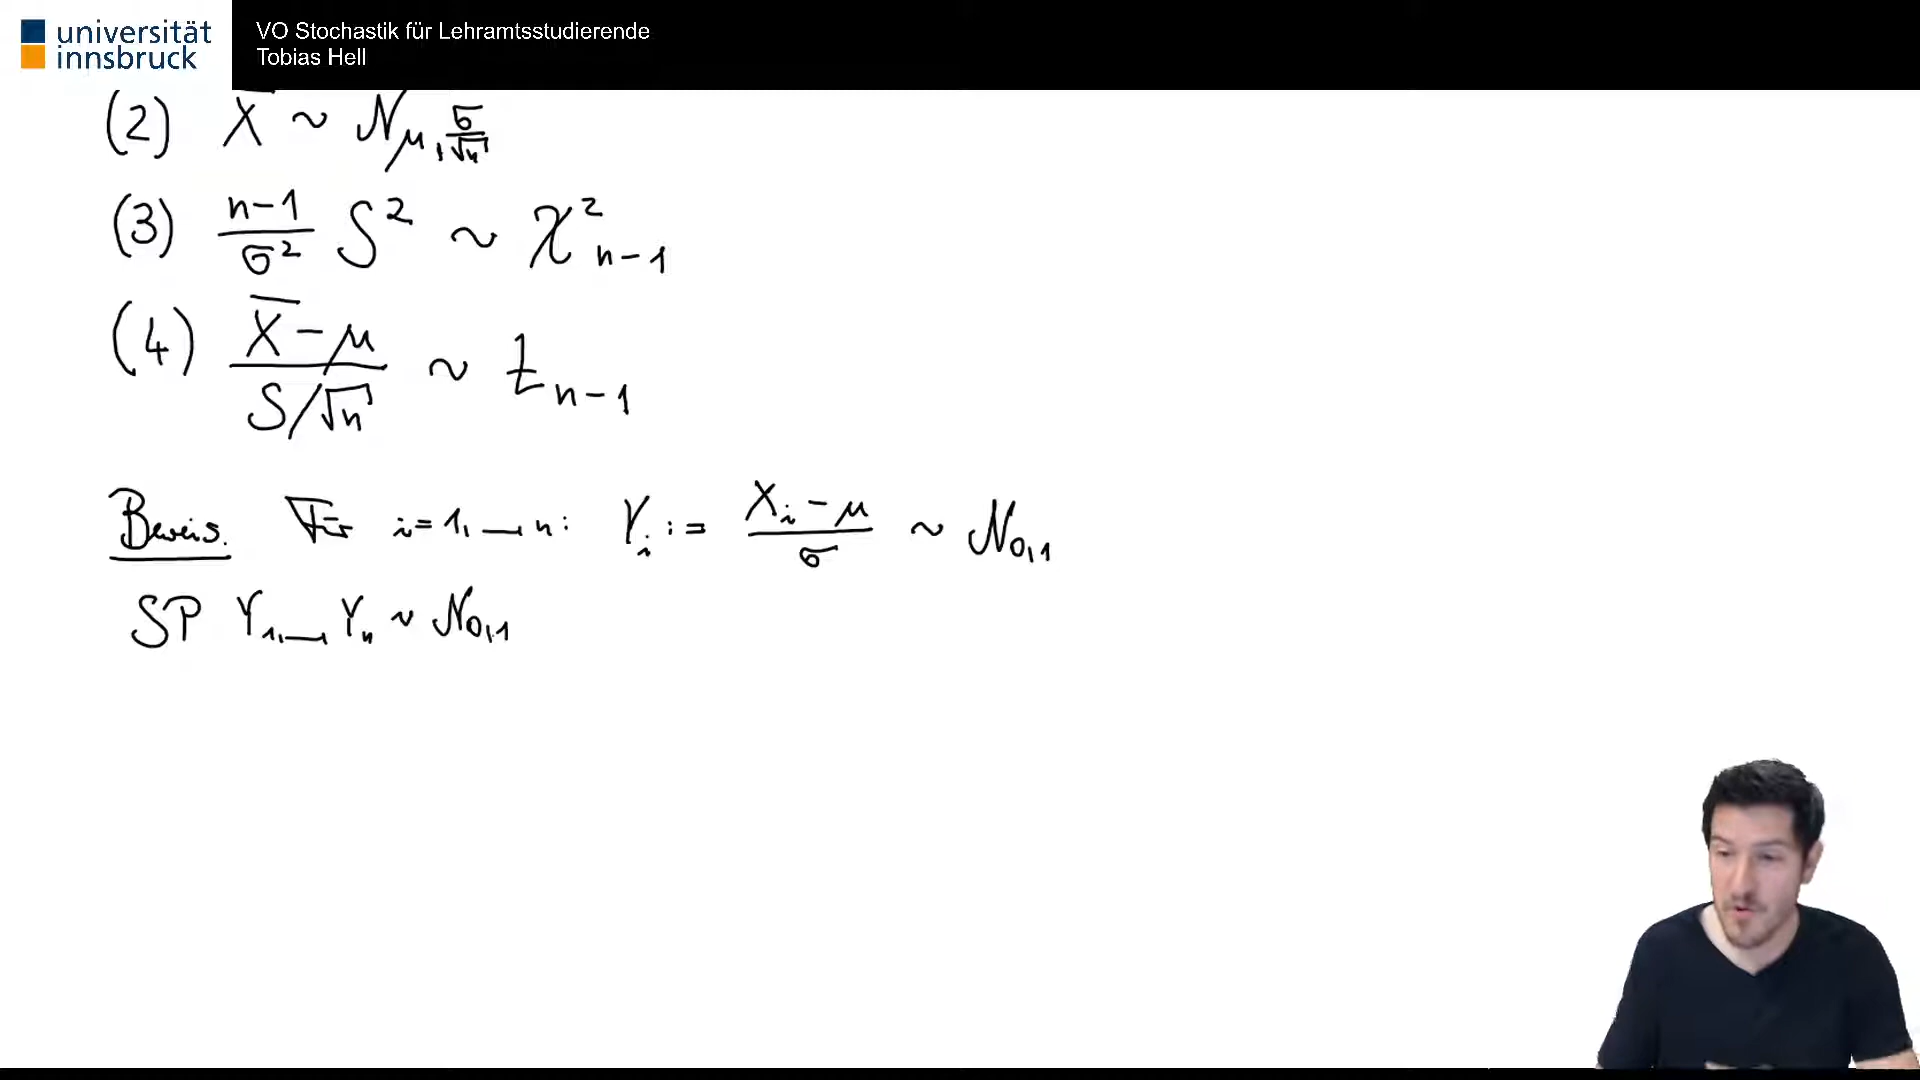 universität
innsbruck
VO Stochastik für Lehramtsstudierende
Tobias Hell
(2) X̄ ~ N_{μ, σ/√n}
(3) (n-1)/σ² S² ~ χ²_{n-1}
(4) (X̄ - μ)/(S/√n) ~ t_{n-1}
Beweis. Für i=1,—,n: Y_i := (X_i - μ)/σ ~ N_{0,1}
SP Y_1,—,Y_n ~ N_{0,1}